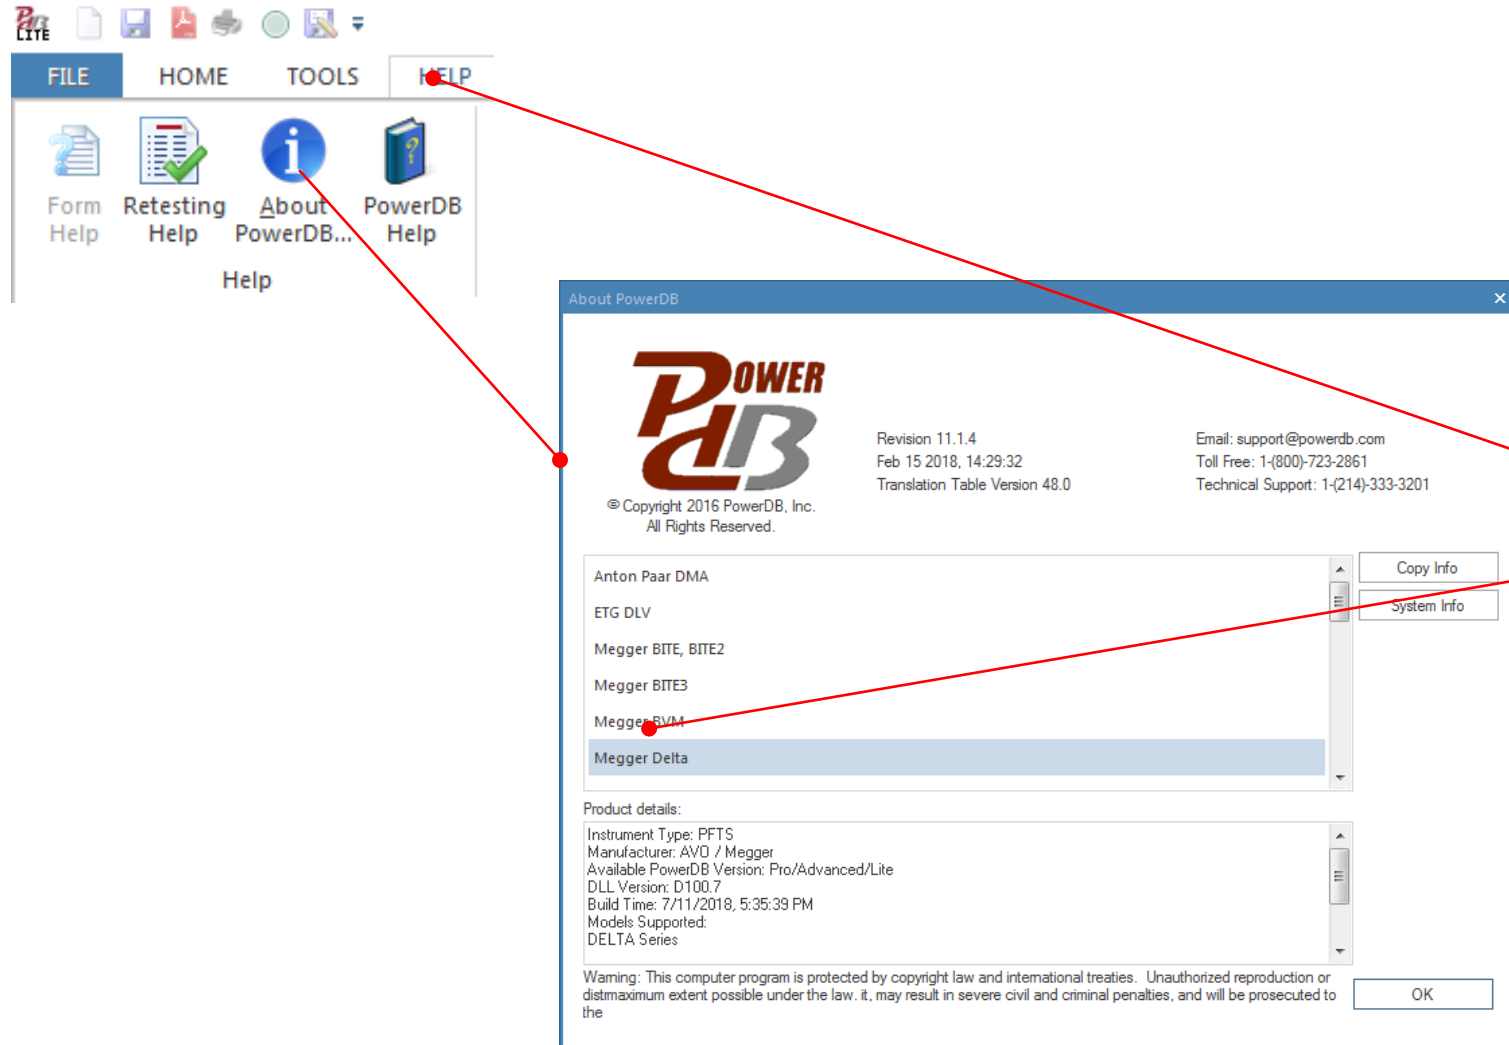 PdB
LITE
FILE HOME TOOLS HELP
Form Help
Retesting Help
About PowerDB...
PowerDB Help
Help
About PowerDB
POWER
dB
© Copyright 2016 PowerDB, Inc.
All Rights Reserved.
Revision 11.1.4
Feb 15 2018, 14:29:32
Translation Table Version 48.0
Email: support@powerdb.com
Toll Free: 1-(800)-723-2861
Technical Support: 1-(214)-333-3201
Anton Paar DMA
ETG DLV
Megger BITE, BITE2
Megger BITE3
Megger BVM
Megger Delta
Copy Info
System Info
Product details:
Instrument Type: PFTS
Manufacturer: AVO / Megger
Available PowerDB Version: Pro/Advanced/Lite
DLL Version: D100.7
Build Time: 7/11/2018, 5:35:39 PM
Models Supported:
DELTA Series
Warning: This computer program is protected by copyright law and international treaties. Unauthorized reproduction or
distmaximum extent possible under the law. it, may result in severe civil and criminal penalties, and will be prosecuted to
the
OK